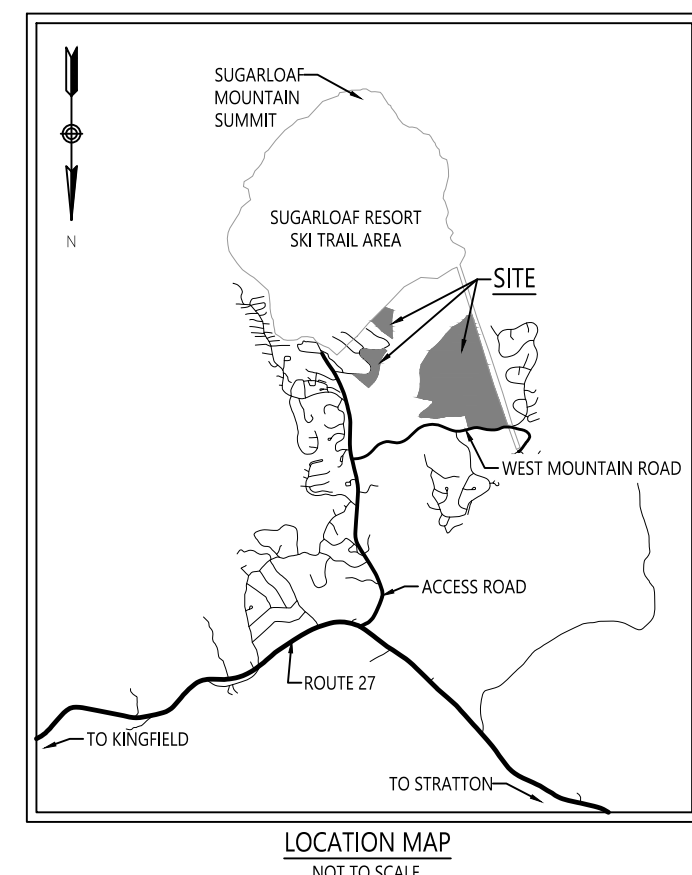 SUGARLOAF
MOUNTAIN
SUMMIT
N
SUGARLOAF RESORT
SKI TRAIL AREA
SITE
WEST MOUNTAIN ROAD
ACCESS ROAD
ROUTE 27
TO KINGFIELD
TO STRATTON
LOCATION MAP
NOT TO SCALE